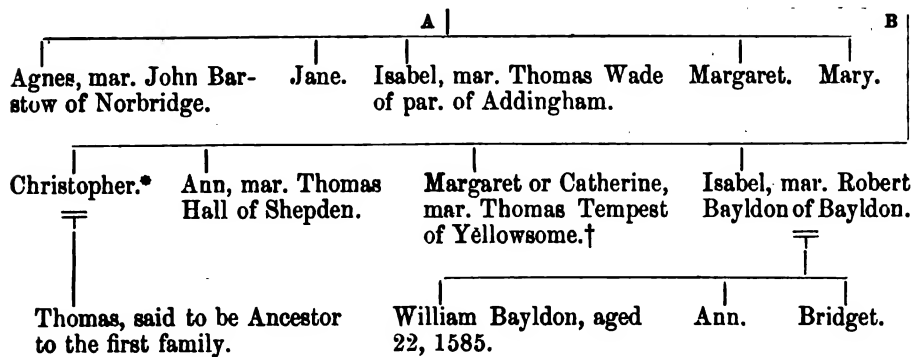 A B
Agnes, mar. John Bar-
stow of Norbridge.
Jane.
Isabel, mar. Thomas Wade
of par. of Addingham.
Margaret.
Mary.
Christopher.*
Ann, mar. Thomas
Hall of Shepden.
Margaret or Catherine,
mar. Thomas Tempest
of Yèllowsome.†
Isabel, mar. Robert
Bayldon of Bayldon.
Thomas, said to be Ancestor
to the first family.
William Bayldon, aged
22, 1585.
Ann.
Bridget.